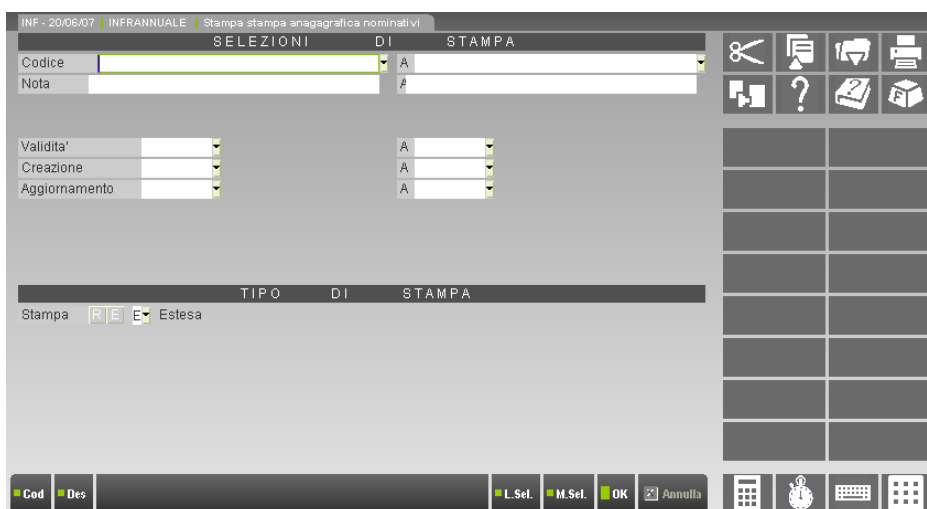 INF - 20/06/07 INFRANNUALE Stampa stampa anagagrafica nominativi
SELEZIONI DI STAMPA
Codice A
Nota A
Validita' A
Creazione A
Aggiornamento A
TIPO DI STAMPA
Stampa R E E Estesa
Cod Des L.Sel. M.Sel. OK Annulla